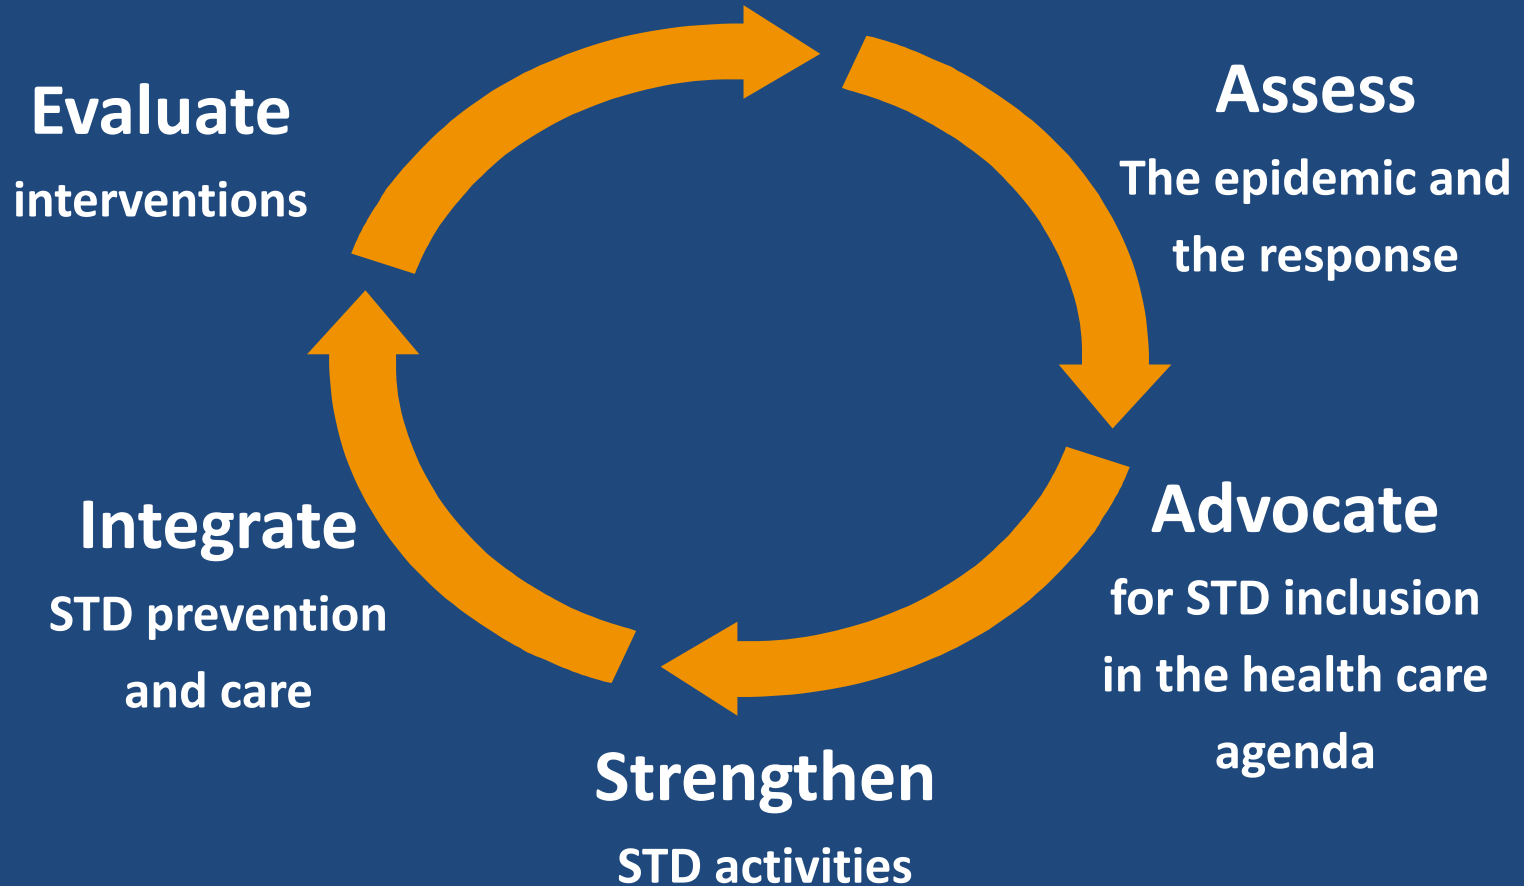 Evaluate
interventions
Assess
The epidemic and
the response
Advocate
for STD inclusion
in the health care
agenda
Strengthen
STD activities
Integrate
STD prevention
and care